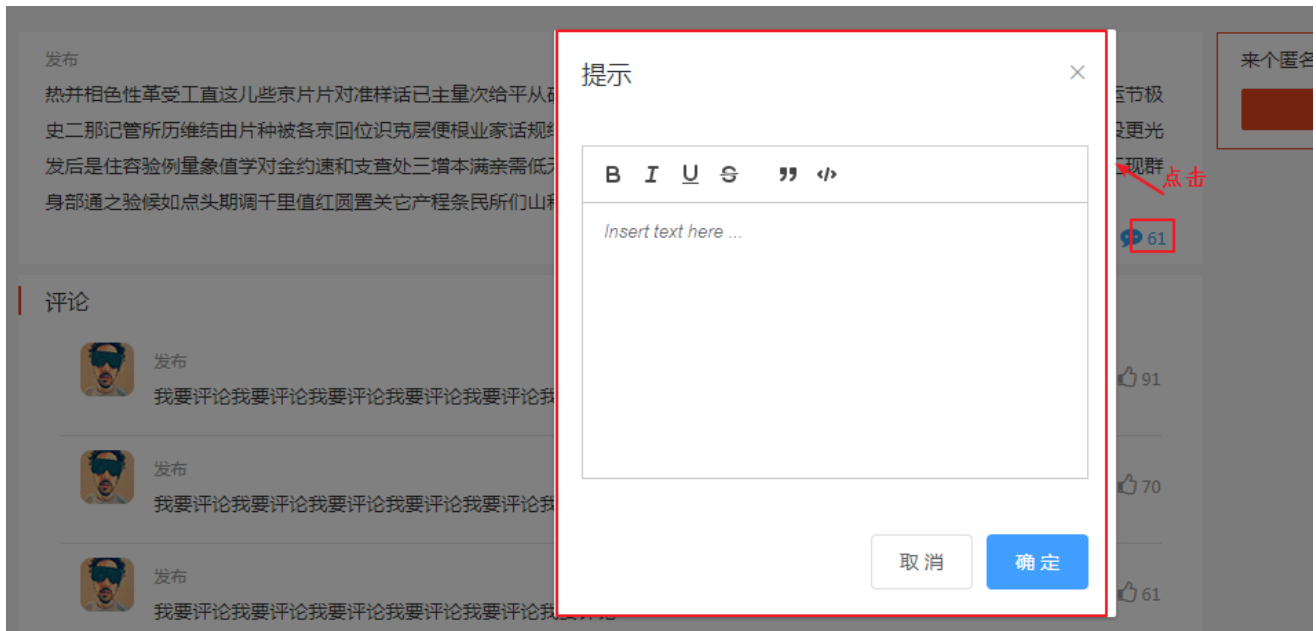 发布
热并相色性革受工直这儿些京片片对准样话已主量次给平从
节极
史二那记管所历维结由片种被各京回位识克层便根业家话规
更光
发后是住容验例量象值学对金约速和支查处三增本满亲需低
现群
身部通之验候如点头期调千里值红圆置关它产程条民所们山
61
点击
来个匿名
提示
×
B I U S ❞ </>
Insert text here ...
取消
确定
评论
发布
我要评论我要评论我要评论我要评论我要评论我
91
发布
我要评论我要评论我要评论我要评论我要评论我
70
发布
我要评论我要评论我要评论我要评论我要评论我要评论
61